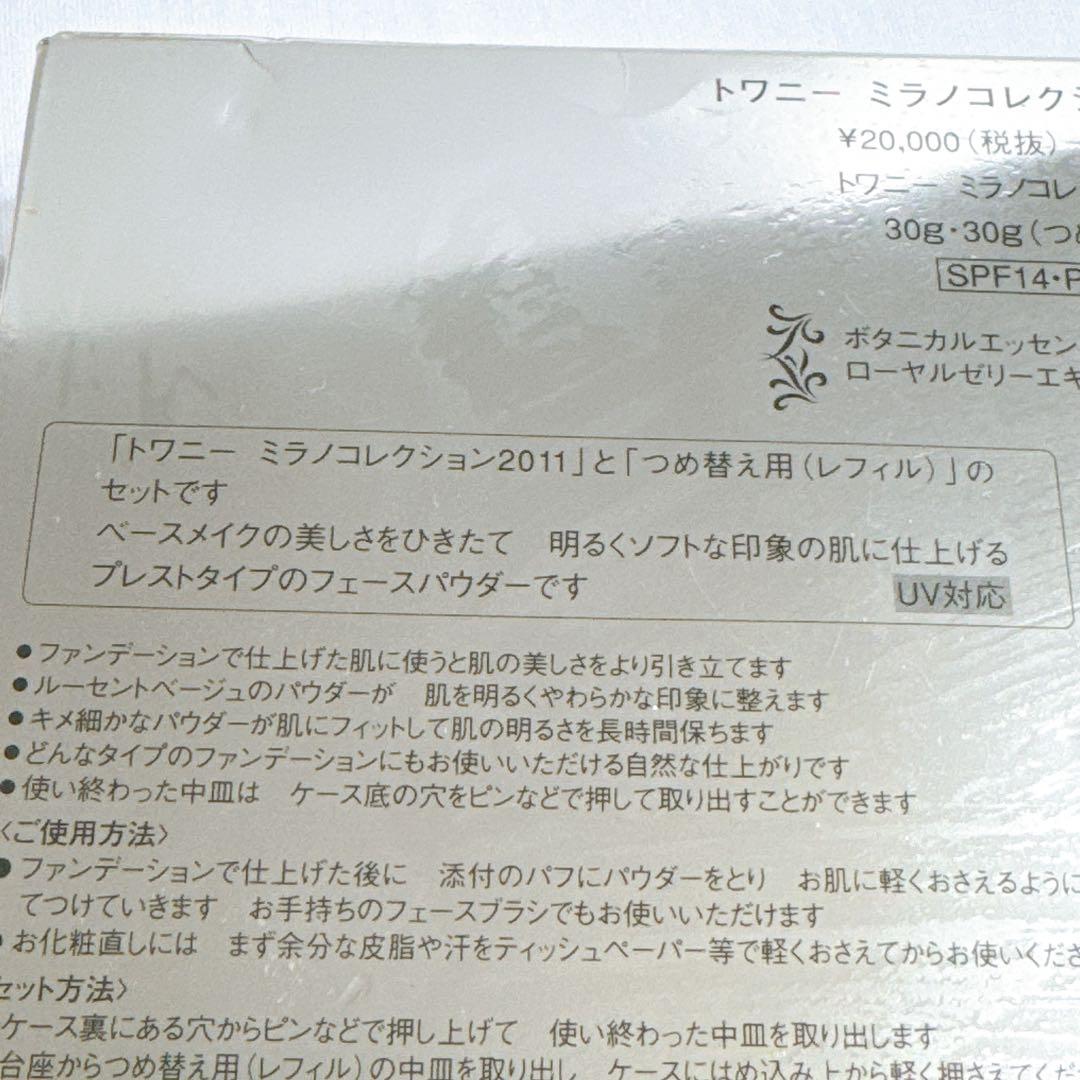 トワニー ミラノコレク
¥20,000(税抜)
トワニー ミラノコレ
30g・30g(つめ
SPF14・P
ボタニカルエッセン
ローヤルゼリーエキ
「トワニー ミラノコレクション2011」と「つめ替え用(レフィル)」の
セットです
ベースメイクの美しさをひきたて 明るくソフトな印象の肌に仕上げる
プレストタイプのフェースパウダーです UV対応
●ファンデーションで仕上げた肌に使うと肌の美しさをより引き立てます
●ルーセントベージュのパウダーが 肌を明るくやわらかな印象に整えます
●キメ細かなパウダーが肌にフィットして肌の明るさを長時間保ちます
●どんなタイプのファンデーションにもお使いいただける自然な仕上がりです
●使い終わった中皿は ケース底の穴をピンなどで押して取り出すことができます
〈ご使用方法〉
●ファンデーションで仕上げた後に 添付のパフにパウダーをとり お肌に軽くおさえるように
てつけていきます お手持ちのフェースブラシでもお使いいただけます
●お化粧直しには まず余分な皮脂や汗をティッシュペーパー等で軽くおさえてからお使いくださ
セット方法〉
ケース裏にある穴からピンなどで押し上げて 使い終わった中皿を取り出します
台座からつめ替え用(レフィル)の中皿を取り出し ケースにはめ込み上から軽く押さえてくだ